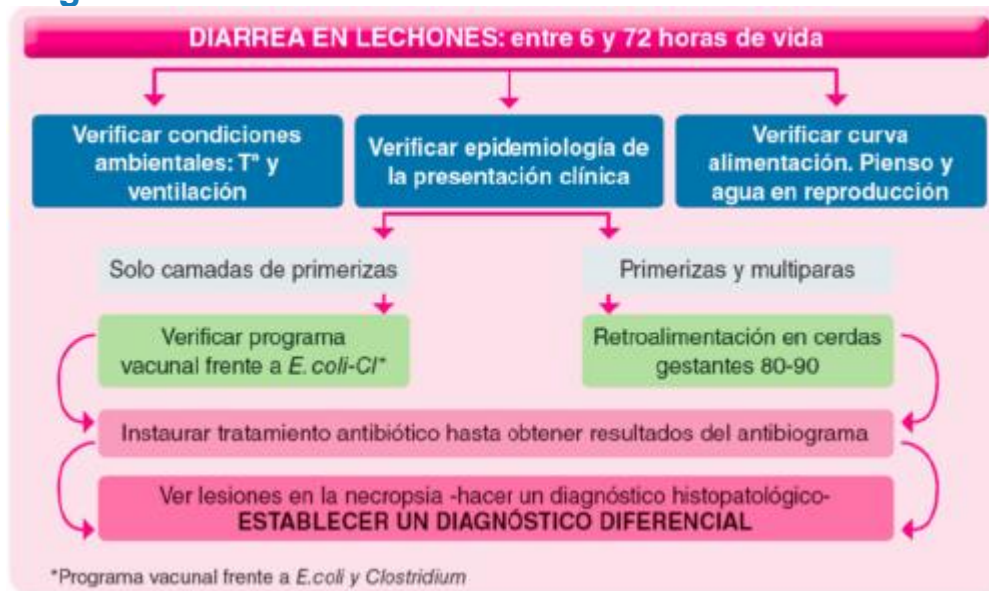 DIARREA EN LECHONES: entre 6 y 72 horas de vida
Verificar condiciones
ambientales: Tª y
ventilación
Verificar epidemiología de
la presentación clínica
Verificar curva
alimentación. Pienso y
agua en reproducción
Solo camadas de primerizas
Primerizas y multiparas
Verificar programa
vacunal frente a E. coli-Cl*
Retroalimentación en cerdas
gestantes 80-90
Instaurar tratamiento antibiótico hasta obtener resultados del antibiograma
Ver lesiones en la necropsia -hacer un diagnóstico histopatológico-
ESTABLECER UN DIAGNÓSTICO DIFERENCIAL
*Programa vacunal frente a E.coli y Clostridium